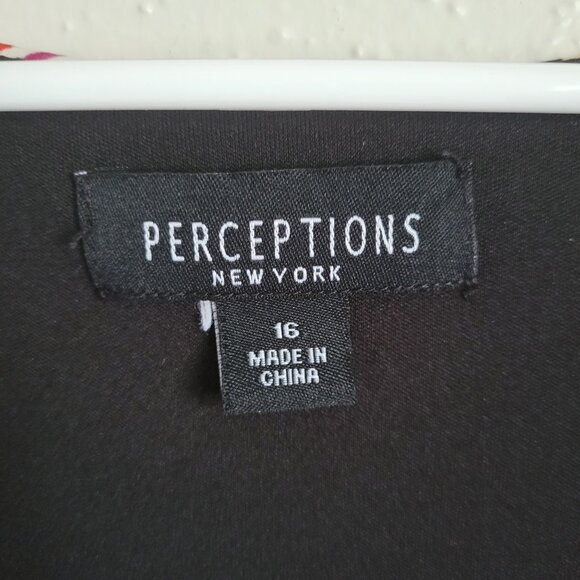 PERCEPTIONS
NEW YORK
16
MADE IN
CHINA